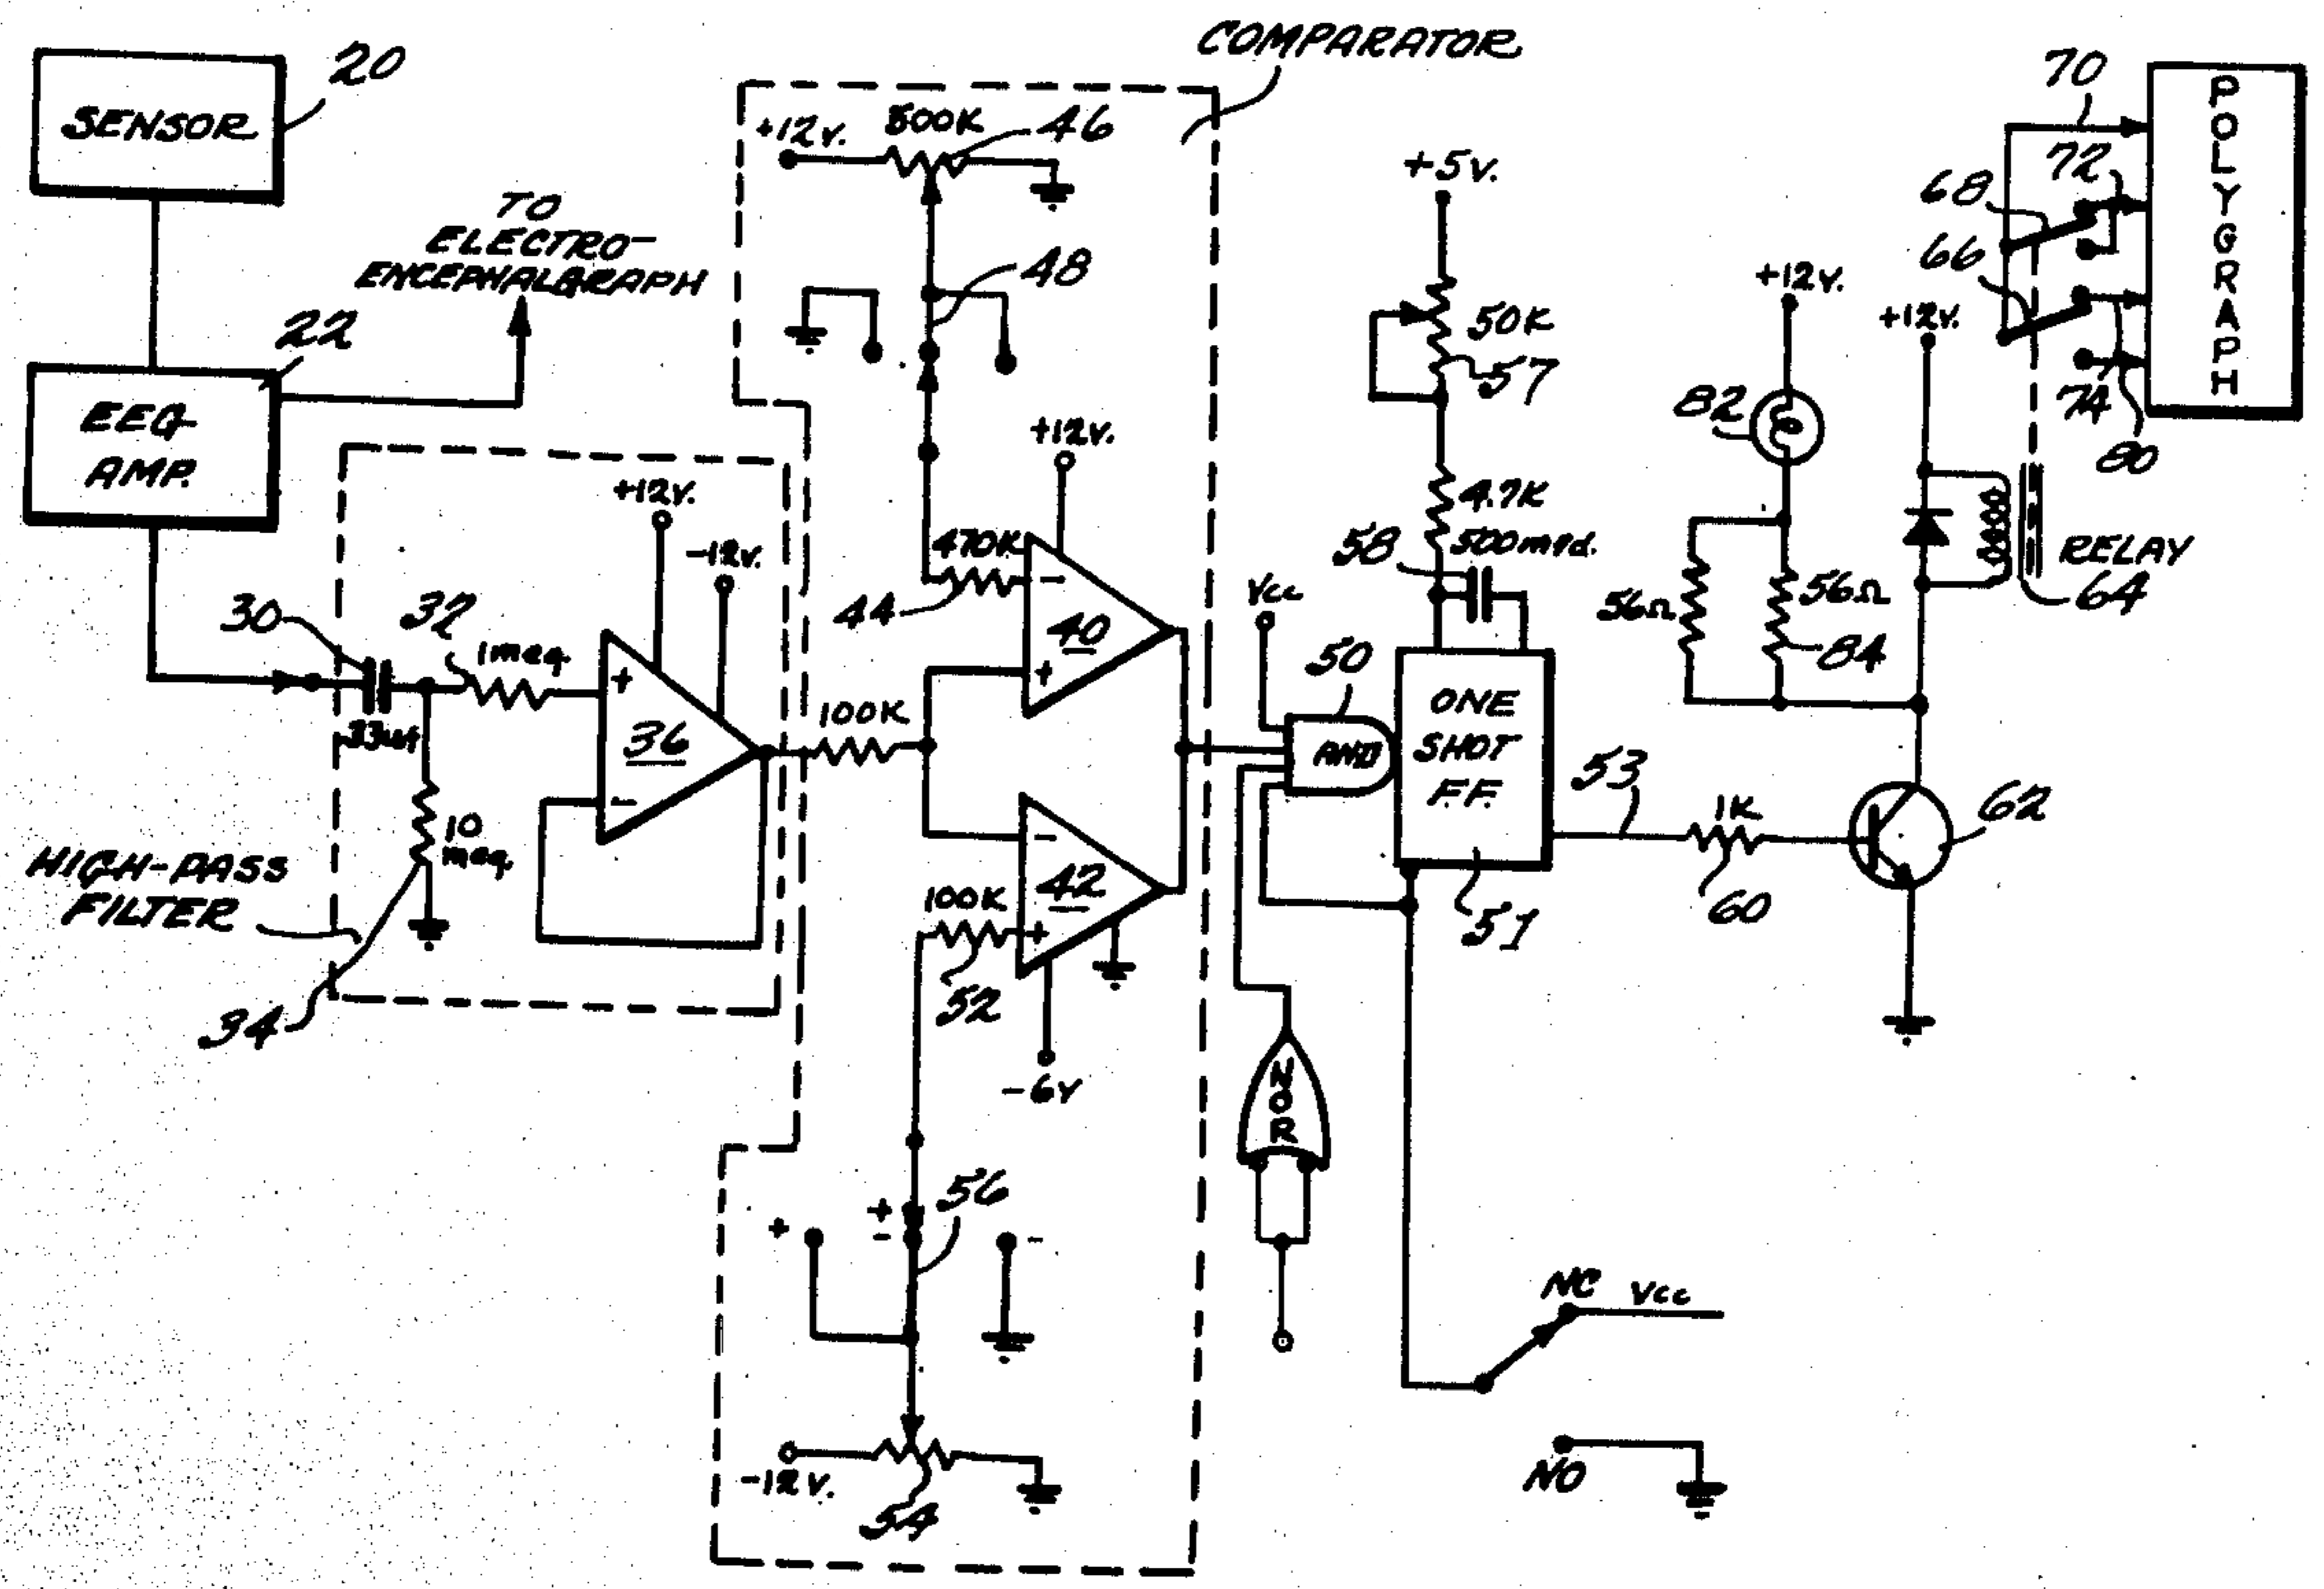 COMPARATOR
SENSOR
20
TO
ELECTRO-
ENCEPHALGRAPH
22
EEG
AMP.
+12v.
500K
46
48
+5v.
50K
57
4.7K
58
500mfd.
70
72
68
66
74
80
POLYGRAPH
+12v.
82
+12v.
RELAY
64
56Ω
56Ω
84
+12v.
-12v.
30
32
1meg
33uf
36
10
meg.
HIGH-PASS
FILTER
34
100K
+12v.
470K
44
-
40
+
-
42
+
100K
52
-6v
Vcc
50
AND
ONE
SHOT
F.F.
51
53
1K
60
62
NOR
+
+
-
56
-
-12v.
54
NC
Vcc
NO
+
-